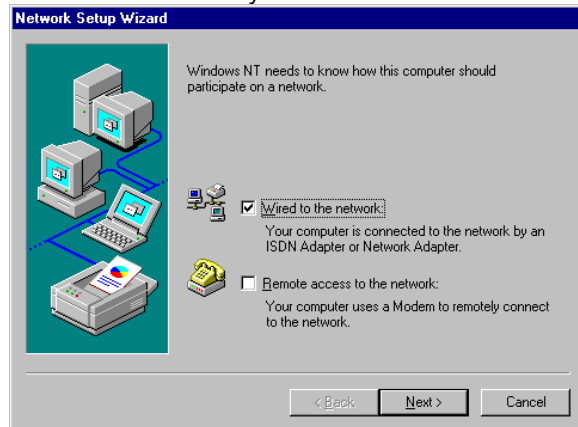 Network Setup Wizard
Windows NT needs to know how this computer should
participate on a network.
Wired to the network:
Your computer is connected to the network by an
ISDN Adapter or Network Adapter.
Remote access to the network:
Your computer uses a Modem to remotely connect
to the network.
< Back
Next >
Cancel